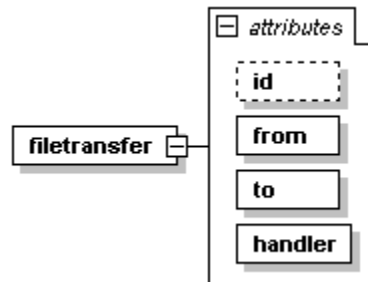 attributes
id
from
filetransfer
to
handler